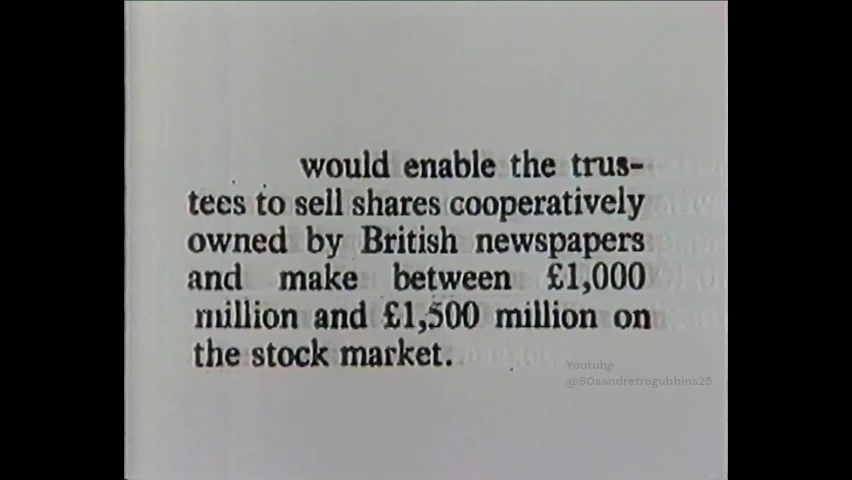 would enable the trus-
tees to sell shares cooperatively
owned by British newspapers
and make between £1,000
million and £1,500 million on
the stock market.
Youtube
@80sandretrogubbins25